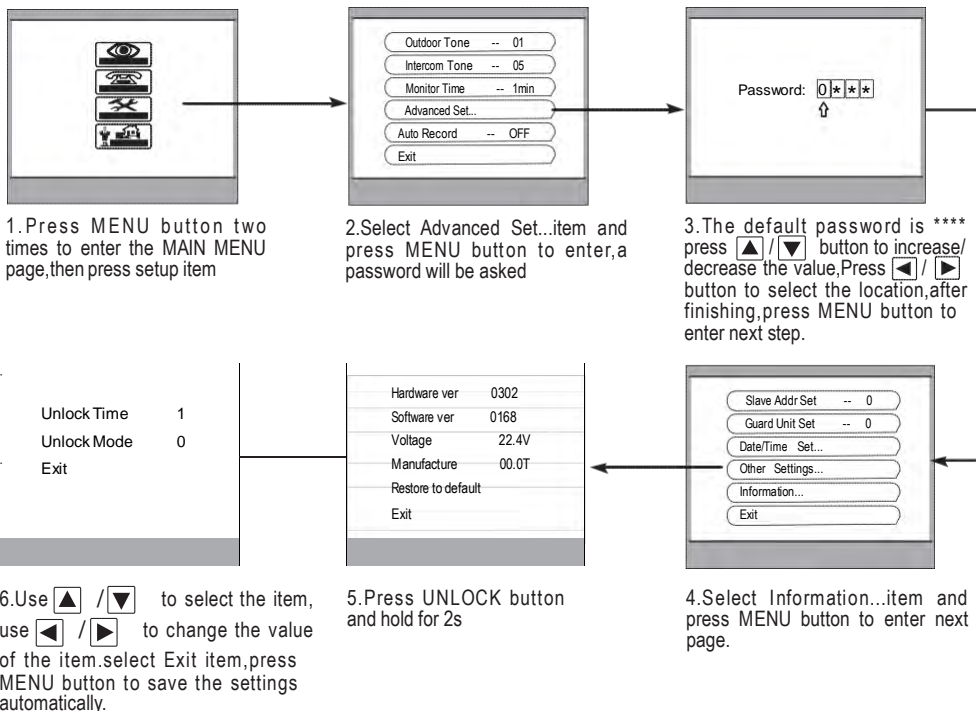 Outdoor Tone -- 01
Intercom Tone -- 05
Monitor Time -- 1min
Advanced Set...
Auto Record -- OFF
Exit
Password: 0***
1.Press MENU button two
times to enter the MAIN MENU
page,then press setup item
2.Select Advanced Set...item and
press MENU button to enter,a
password will be asked
3.The default password is ****
press ▲ / ▼ button to increase/
decrease the value,Press ◀ / ▶
button to select the location,after
finishing,press MENU button to
enter next step.
Unlock Time 1
Unlock Mode 0
Exit
Hardware ver 0302
Software ver 0168
Voltage 22.4V
Manufacture 00.0T
Restore to default
Exit
Slave Addr Set -- 0
Guard Unit Set -- 0
Date/Time Set...
Other Settings...
Information...
Exit
6.Use ▲ / ▼ to select the item,
use ◀ / ▶ to change the value
of the item.select Exit item,press
MENU button to save the settings
automatically.
5.Press UNLOCK button
and hold for 2s
4.Select Information...item and
press MENU button to enter next
page.